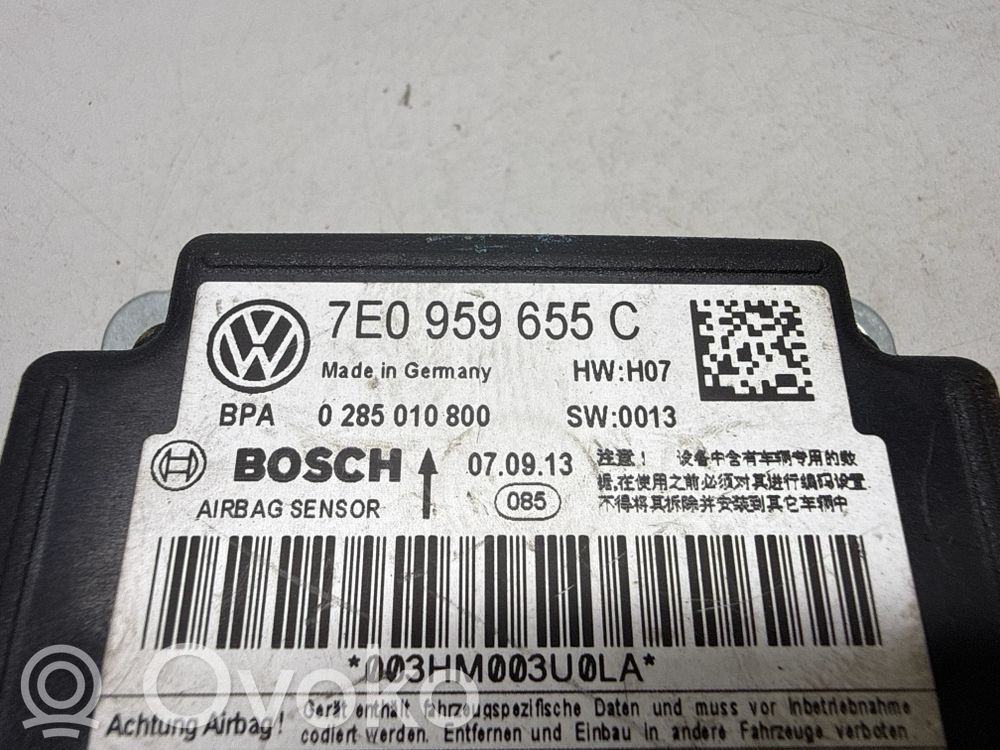 7E0 959 655 C
Made in Germany
HW:H07
BPA
0 285 010 800
SW:0013
BOSCH
07.09.13
AIRBAG SENSOR
085
注意！ 设备中含有车辆专用的数
据,在使用之前必须对其进行编码设置
不得将其拆除并安装到其它车辆中
*003HM003U0LA*
Achtung Airbag!
Gerät enthält fahrzeugspezifische Daten und muss vor Inbetriebnahme
codiert werden. Entfernen und Einbau in andere Fahrzeuge verboten
Ovoko